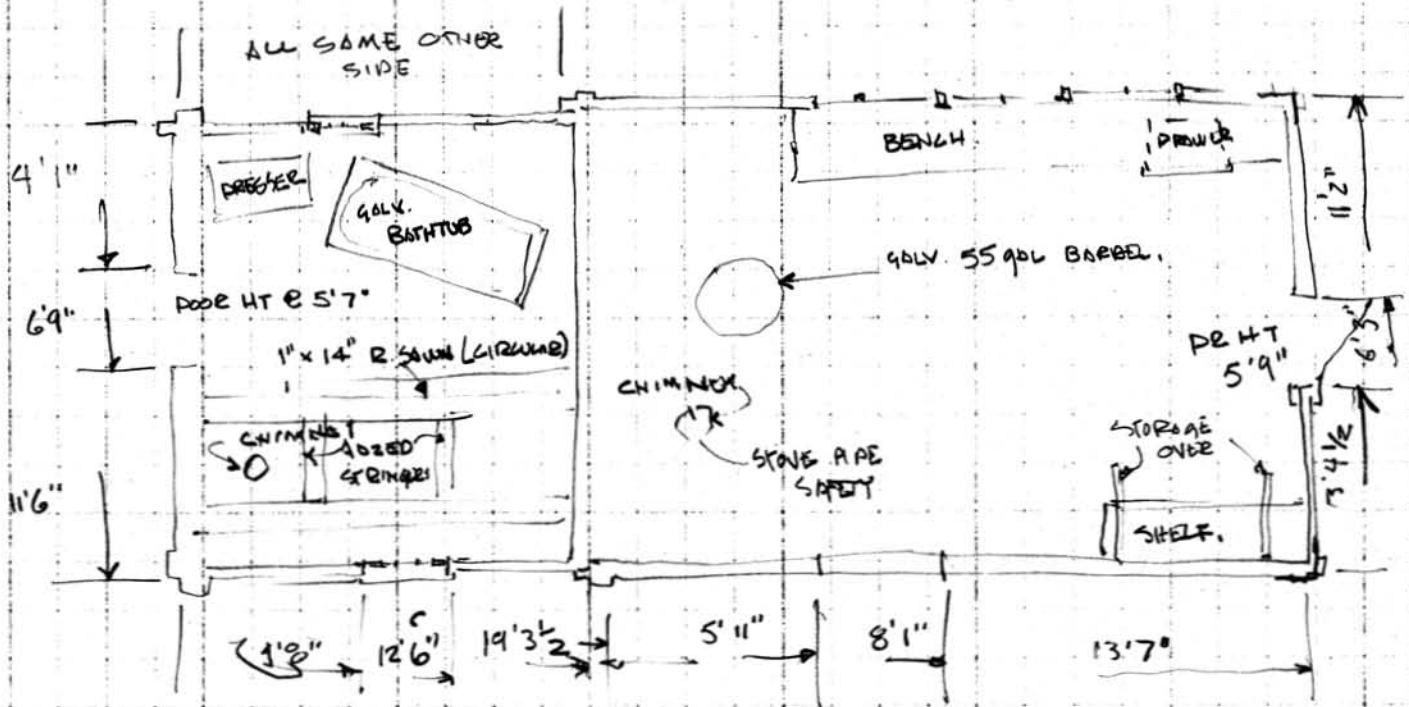 ALL SAME OTHER
SIDE
4'1"
DRESSER
GALV.
BATHTUB
BENCH.
11'2"
GALV. 55 GAL BARREL.
DOOR HT @ 5'7"
6'9"
1" x 14" R. SAWN (CIRCULAR)
DR HT
5'9"
6'3"
CHIMNEY
STOVE PIPE
SAFETY
CHIMNEY
ADZED
STRINGERS
STORAGE
OVER
SHELF.
11'6"
12'6"
19'3½
5'11"
8'1"
13'7"